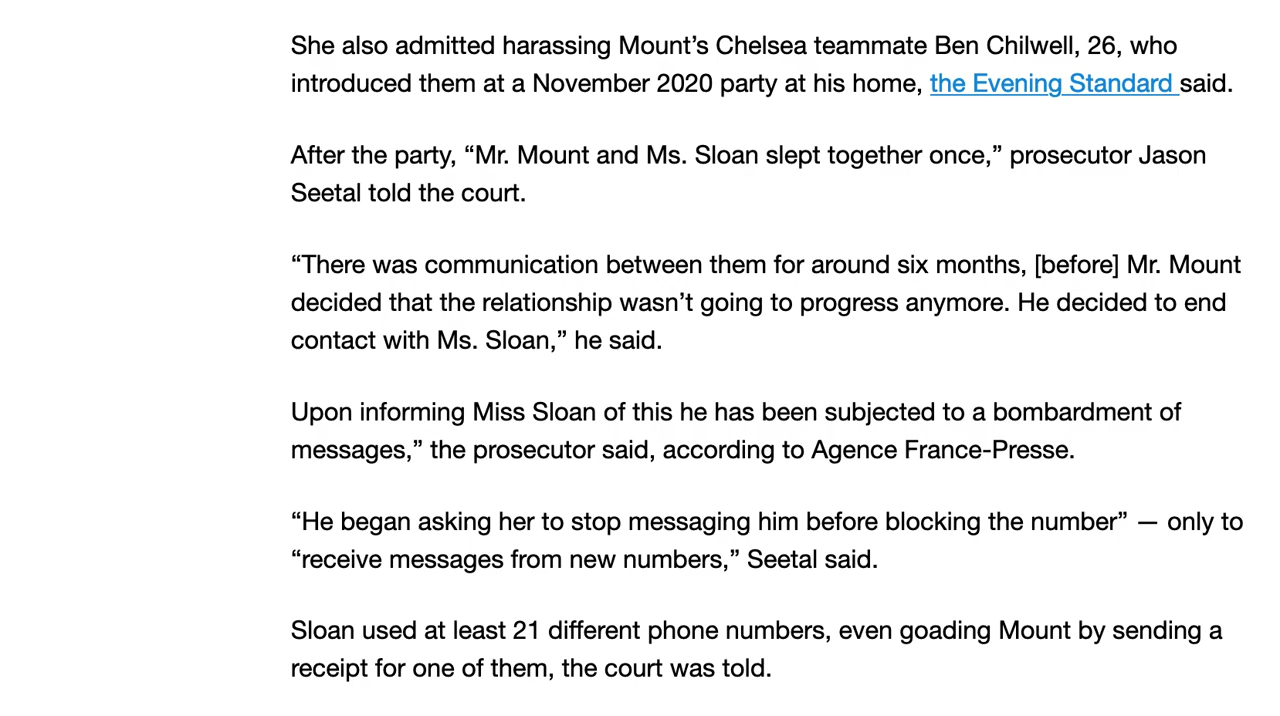 She also admitted harassing Mount’s Chelsea teammate Ben Chilwell, 26, who
introduced them at a November 2020 party at his home, the Evening Standard said.
After the party, “Mr. Mount and Ms. Sloan slept together once,” prosecutor Jason
Seetal told the court.
“There was communication between them for around six months, [before] Mr. Mount
decided that the relationship wasn’t going to progress anymore. He decided to end
contact with Ms. Sloan,” he said.
Upon informing Miss Sloan of this he has been subjected to a bombardment of
messages,” the prosecutor said, according to Agence France-Presse.
“He began asking her to stop messaging him before blocking the number” — only to
“receive messages from new numbers,” Seetal said.
Sloan used at least 21 different phone numbers, even goading Mount by sending a
receipt for one of them, the court was told.